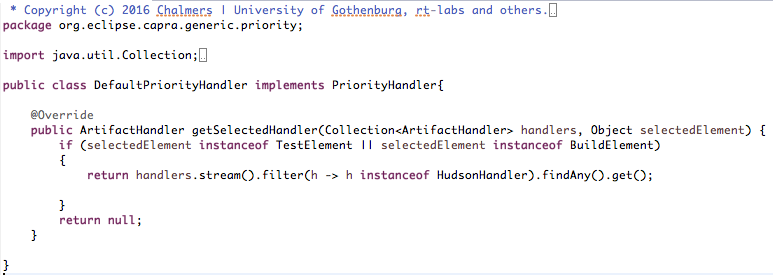 * Copyright (c) 2016 Chalmers | University of Gothenburg, rt-labs and others.
package org.eclipse.capra.generic.priority;
import java.util.Collection;
public class DefaultPriorityHandler implements PriorityHandler{
@Override
public ArtifactHandler getSelectedHandler(Collection<ArtifactHandler> handlers, Object selectedElement) {
if (selectedElement instanceof TestElement || selectedElement instanceof BuildElement)
{
return handlers.stream().filter(h -> h instanceof HudsonHandler).findAny().get();
}
return null;
}
}